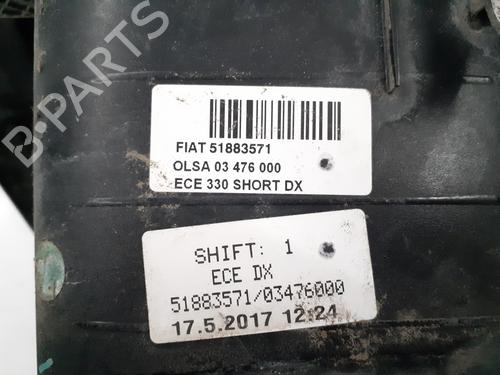 FIAT 51883571
OLSA 03 476 000
ECE 330 SHORT DX
SHIFT: 1
ECE DX
51883571/03476000
17.5.2017 12:24
B-PARTS